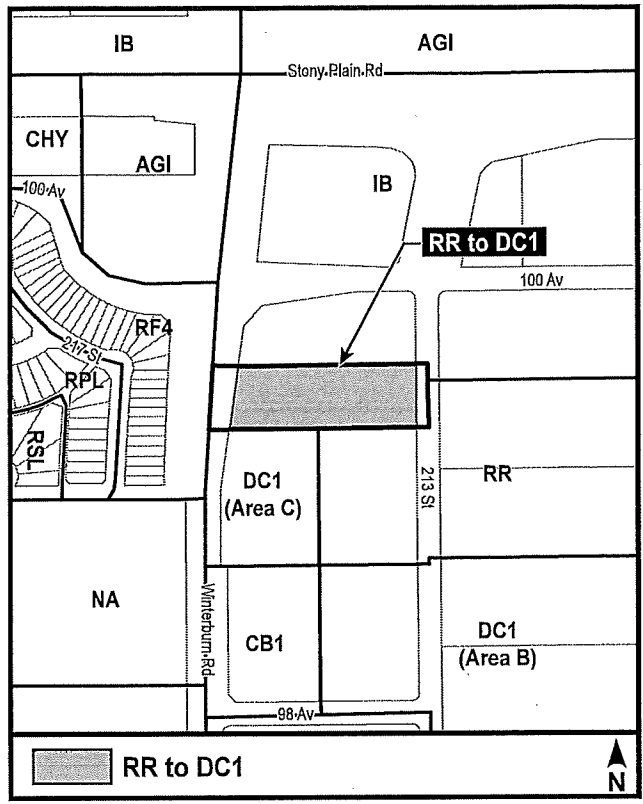 IB
AGI
Stony Plain Rd
CHY
AGI
100 Av
IB
RR to DC1
100 Av
RF4
217 St
RPL
RSL
DC1
(Area C)
213 St
RR
NA
Winterburn Rd
CB1
DC1
(Area B)
98 Av
RR to DC1
N